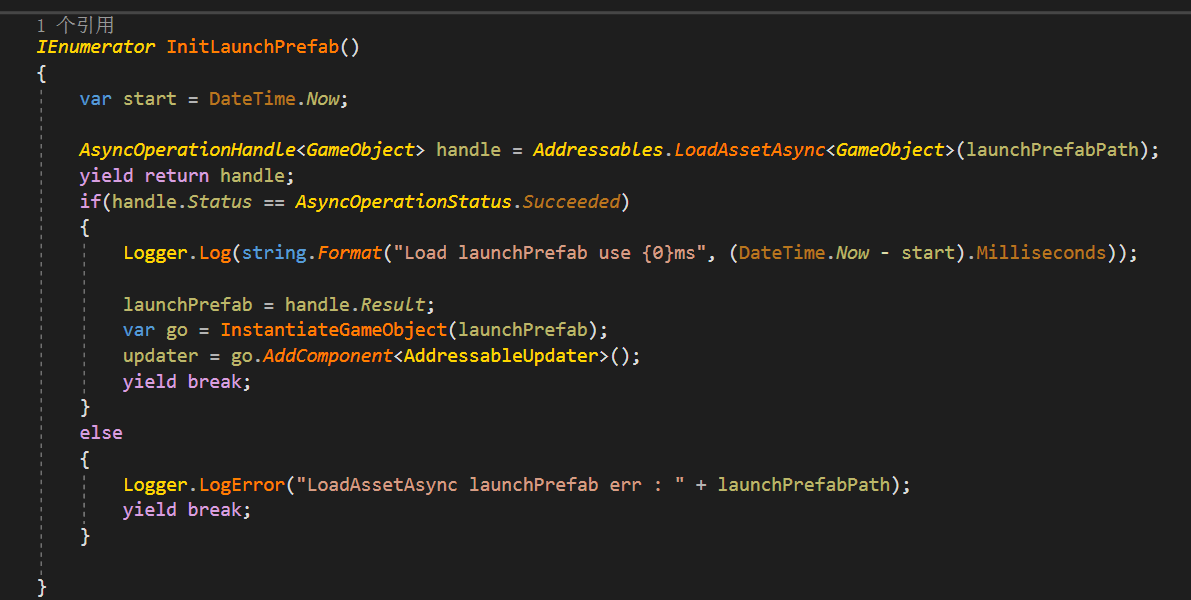 1 个引用
IEnumerator InitLaunchPrefab()
{
var start = DateTime.Now;
AsyncOperationHandle<GameObject> handle = Addressables.LoadAssetAsync<GameObject>(launchPrefabPath);
yield return handle;
if(handle.Status == AsyncOperationStatus.Succeeded)
{
Logger.Log(string.Format("Load launchPrefab use {0}ms", (DateTime.Now - start).Milliseconds));
launchPrefab = handle.Result;
var go = InstantiateGameObject(launchPrefab);
updater = go.AddComponent<AddressableUpdater>();
yield break;
}
else
{
Logger.LogError("LoadAssetAsync launchPrefab err : " + launchPrefabPath);
yield break;
}
}